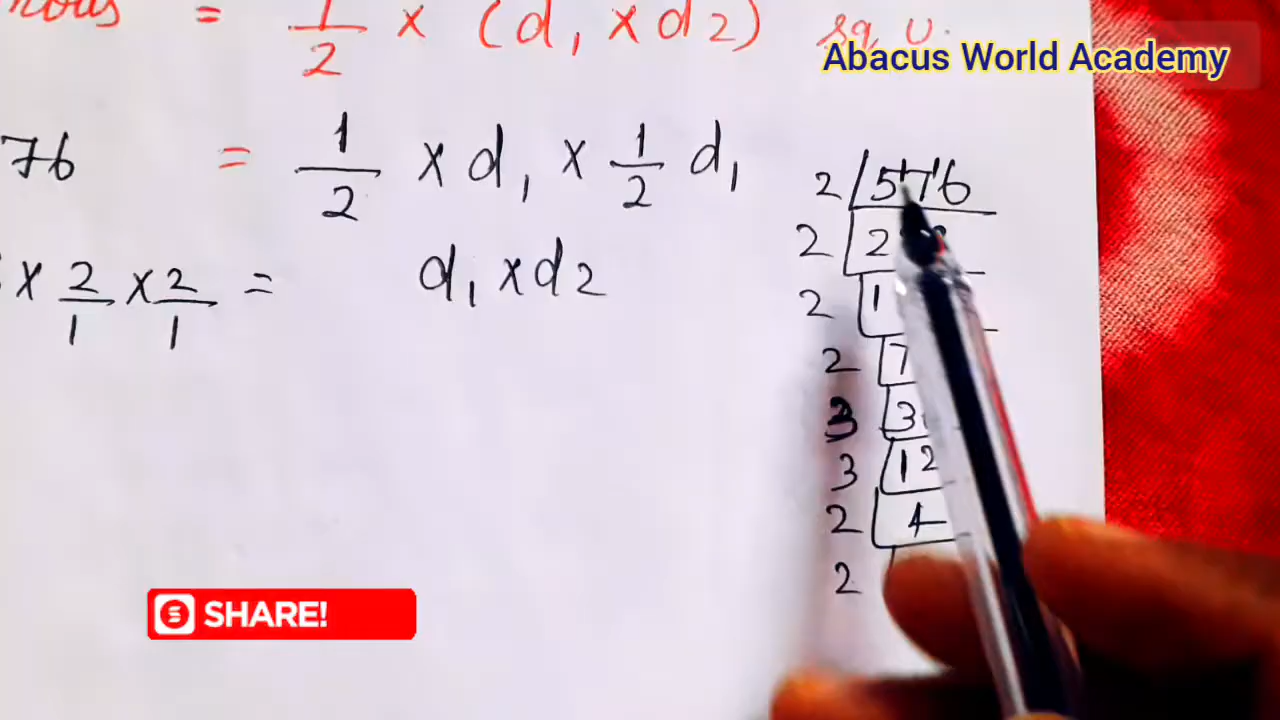 = 1/2 × (d1 × d2) sq u.
Abacus World Academy
76 = 1/2 × d1 × 1/2 d1
× 2/1 × 2/1 = d1 × d2
2 | 576
2 | 2
2 | 1
2 | 7
3 | 3
3 | 12
2 | 4
2
SHARE!